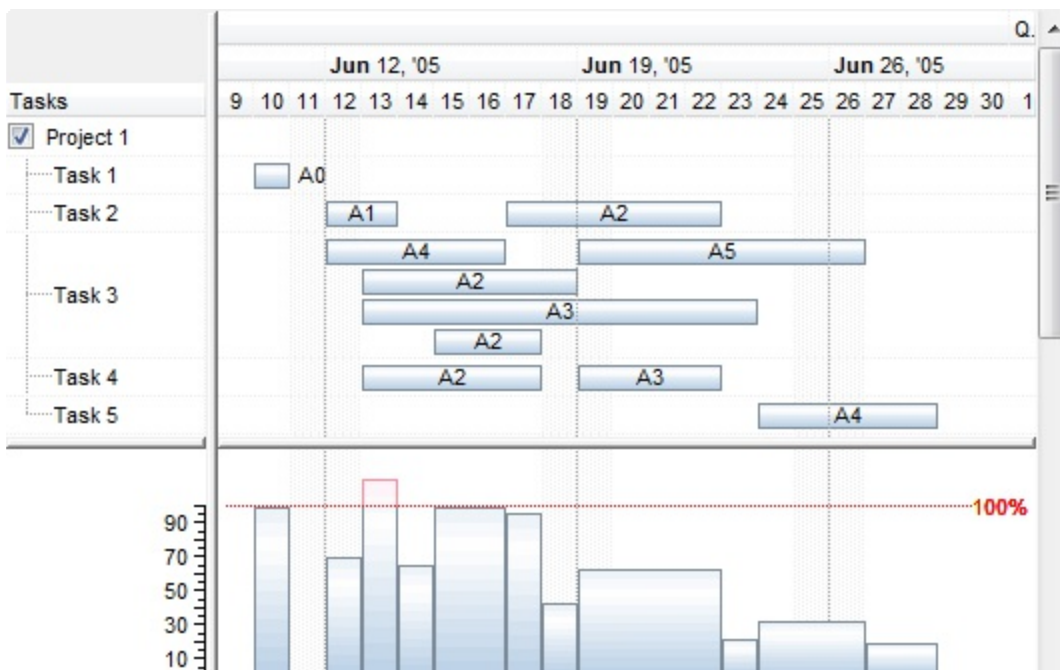 Q.
Jun 12, '05 Jun 19, '05 Jun 26, '05
Tasks 9 10 11 12 13 14 15 16 17 18 19 20 21 22 23 24 25 26 27 28 29 30 1
Project 1
Task 1 A0
Task 2 A1 A2
A4 A5
A2
Task 3
A3
A2
Task 4 A2 A3
Task 5 A4
100%
90
70
50
30
10